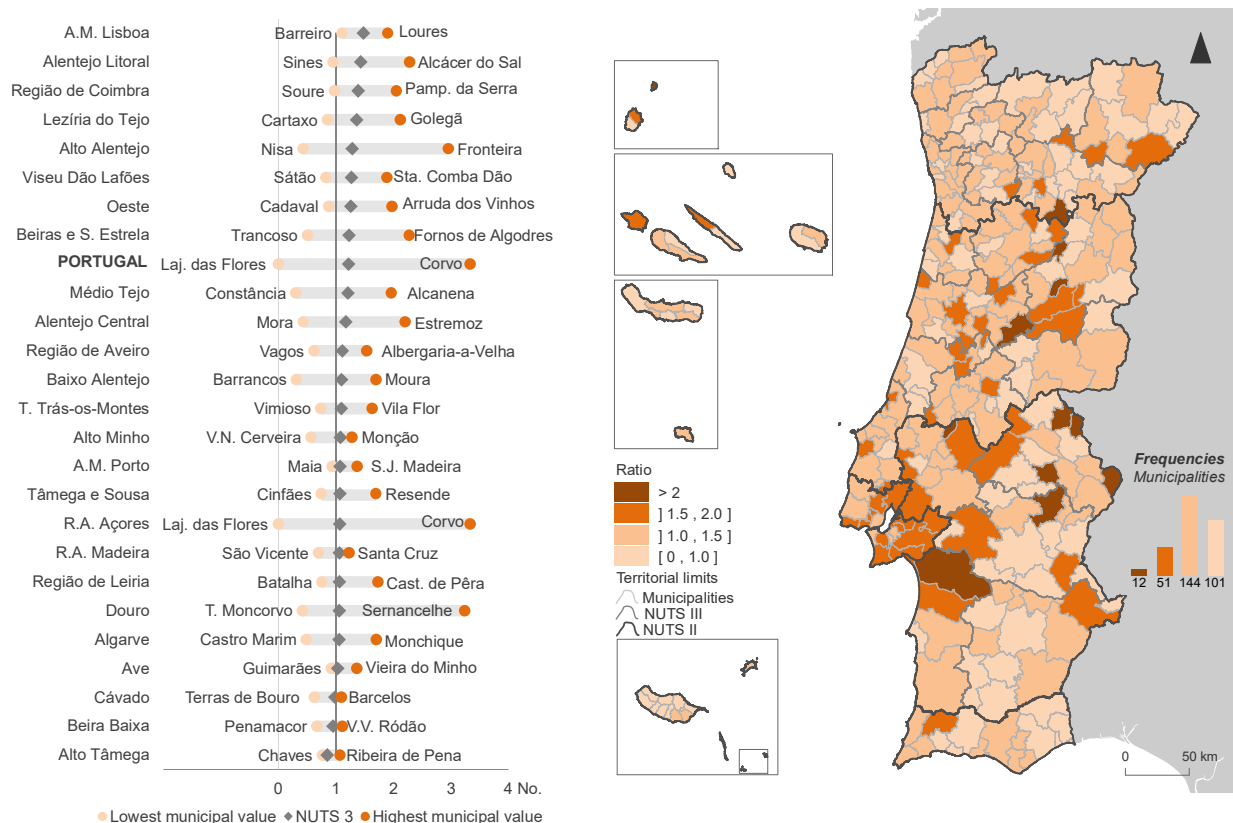 A.M. Lisboa Barreiro Loures
Alentejo Litoral Sines Alcácer do Sal
Região de Coimbra Soure Pamp. da Serra
Lezíria do Tejo Cartaxo Golegã
Alto Alentejo Nisa Fronteira
Viseu Dão Lafões Sátão Sta. Comba Dão
Oeste Cadaval Arruda dos Vinhos
Beiras e S. Estrela Trancoso Fornos de Algodres
PORTUGAL Laj. das Flores Corvo
Médio Tejo Constância Alcanena
Alentejo Central Mora Estremoz
Região de Aveiro Vagos Albergaria-a-Velha
Baixo Alentejo Barrancos Moura
T. Trás-os-Montes Vimioso Vila Flor
Alto Minho V.N. Cerveira Monção
A.M. Porto Maia S.J. Madeira
Tâmega e Sousa Cinfães Resende
R.A. Açores Laj. das Flores Corvo
R.A. Madeira São Vicente Santa Cruz
Região de Leiria Batalha Cast. de Pêra
Douro T. Moncorvo Sernancelhe
Algarve Castro Marim Monchique
Ave Guimarães Vieira do Minho
Cávado Terras de Bouro Barcelos
Beira Baixa Penamacor V.V. Ródão
Alto Tâmega Chaves Ribeira de Pena
0 1 2 3 4 No.
Lowest municipal value NUTS 3 Highest municipal value
Ratio
> 2
] 1.5 , 2.0 ]
] 1.0 , 1.5 ]
[ 0 , 1.0 ]
Territorial limits
Municipalities
NUTS III
NUTS II
Frequencies
Municipalities
12 51 144 101
0 50 km